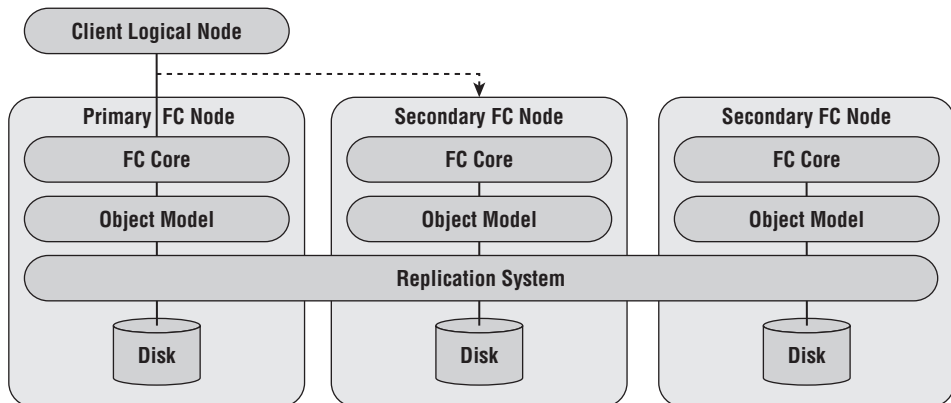 Client Logical Node
Primary FC Node
Secondary FC Node
Secondary FC Node
FC Core
FC Core
FC Core
Object Model
Object Model
Object Model
Replication System
Disk
Disk
Disk